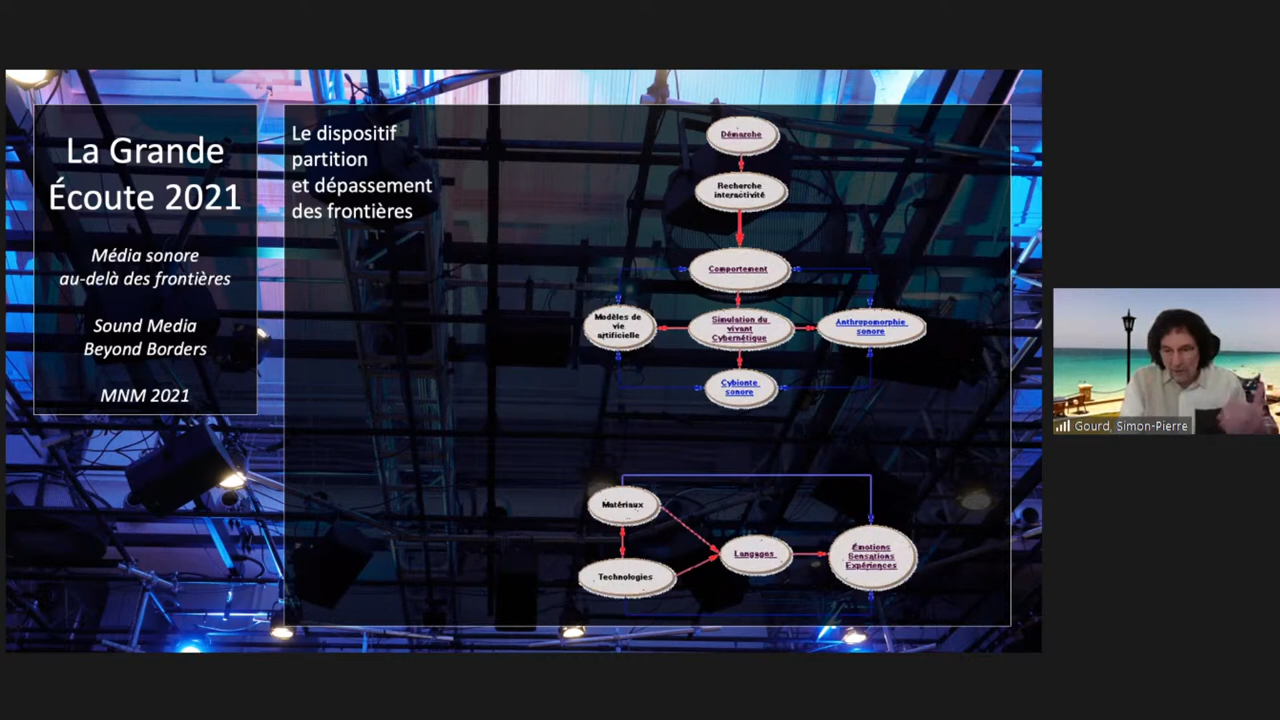 La Grande
Écoute 2021
Média sonore
au-delà des frontières
Sound Media
Beyond Borders
MNM 2021
Le dispositif
partition
et dépassement
des frontières
Démarche
Recherche
interactivité
Comportement
Modèles de
vie
artificielle
Simulation du
vivant
Cybernétique
Anthropomorphie
sonore
Cybionte
sonore
Matériaux
Technologies
Langages
Émotions
Sensations
Expériences
Gourd, Simon-Pierre